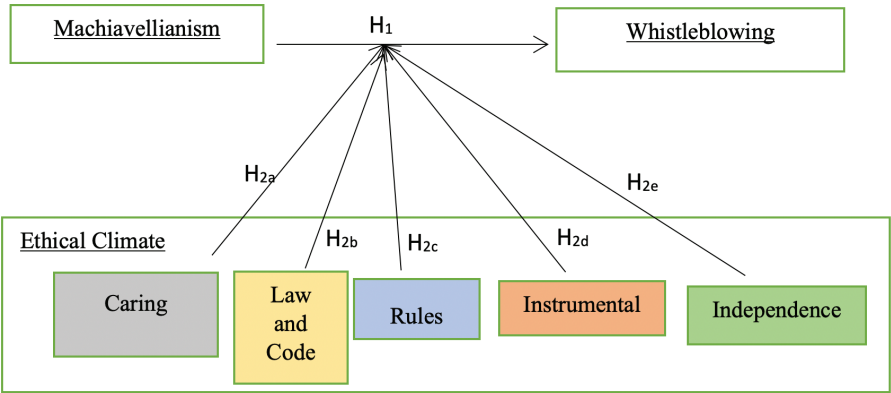 Machiavellianism
H1
Whistleblowing
H2a
H2e
Ethical Climate
H2b
H2c
H2d
Caring
Law
and
Code
Rules
Instrumental
Independence